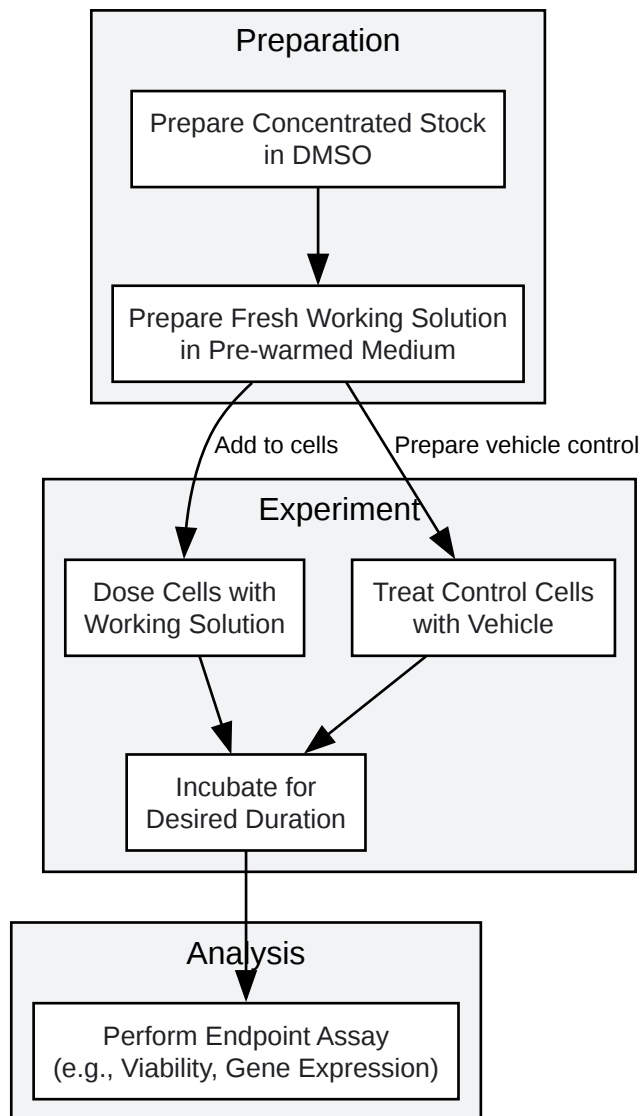 Preparation
Prepare Concentrated Stock
in DMSO
Prepare Fresh Working Solution
in Pre-warmed Medium
Add to cells
Prepare vehicle control
Experiment
Dose Cells with
Working Solution
Treat Control Cells
with Vehicle
Incubate for
Desired Duration
Analysis
Perform Endpoint Assay
(e.g., Viability, Gene Expression)